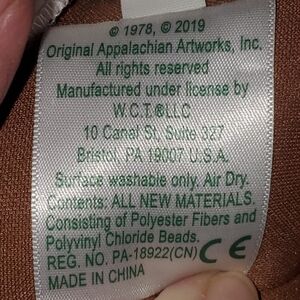 © 1978, © 2019
Original Appalachian Artworks, Inc.
All rights reserved
Manufactured under license by
W.C.T.®LLC
10 Canal St, Suite 327
Bristol, PA 19007 U.S.A.
Surface washable only. Air Dry.
Contents: ALL NEW MATERIALS.
Consisting of Polyester Fibers and
Polyvinyl Chloride Beads.
REG. NO. PA-18922(CN) CE
MADE IN CHINA